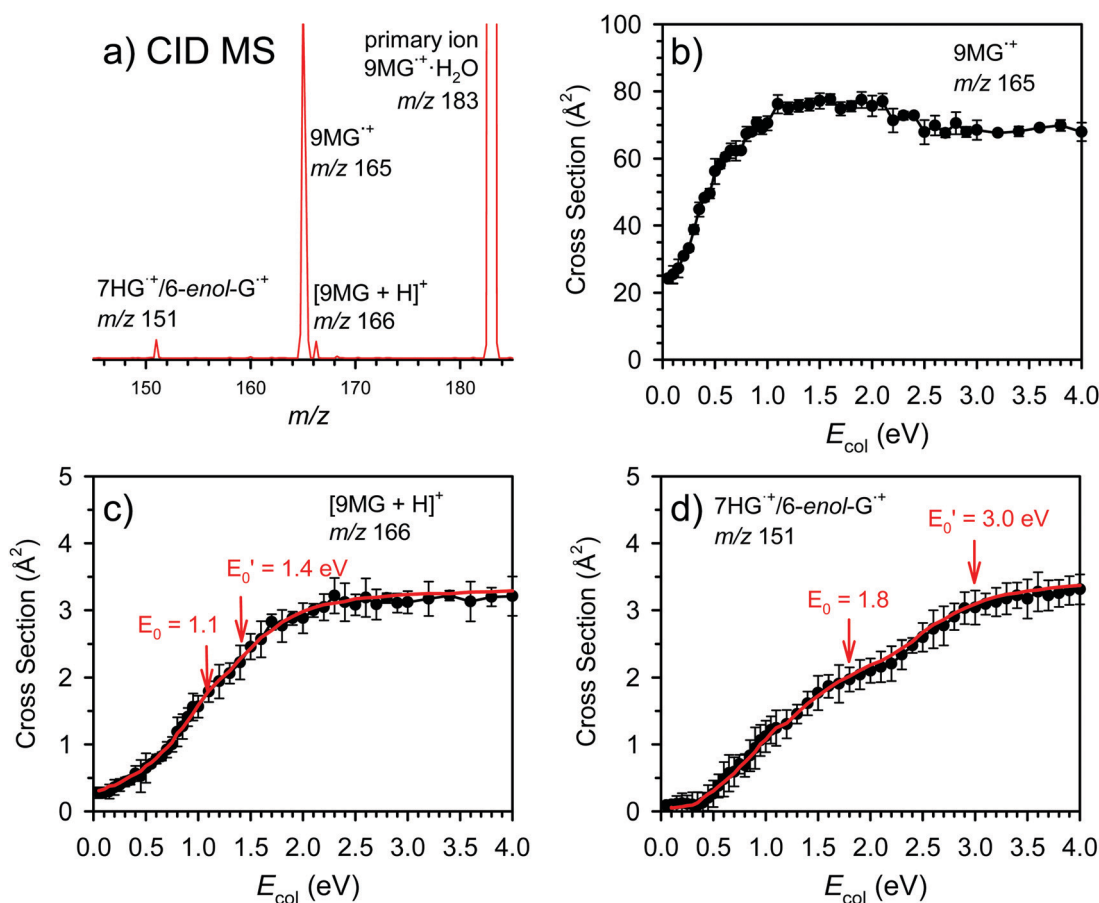 a) CID MS
primary ion
9MG·⁺·H₂O
m/z 183
9MG·⁺
m/z 165
7HG·⁺/6-enol-G·⁺
m/z 151
[9MG + H]⁺
m/z 166
150 160 170 180
m/z
b)
9MG·⁺
m/z 165
Cross Section (Å²)
100
80
60
40
20
0
0.0 0.5 1.0 1.5 2.0 2.5 3.0 3.5 4.0
E_col (eV)
c)
[9MG + H]⁺
m/z 166
E₀' = 1.4 eV
E₀ = 1.1
Cross Section (Å²)
5
4
3
2
1
0
0.0 0.5 1.0 1.5 2.0 2.5 3.0 3.5 4.0
E_col (eV)
d)
7HG·⁺/6-enol-G·⁺
m/z 151
E₀' = 3.0 eV
E₀ = 1.8
Cross Section (Å²)
5
4
3
2
1
0
0.0 0.5 1.0 1.5 2.0 2.5 3.0 3.5 4.0
E_col (eV)